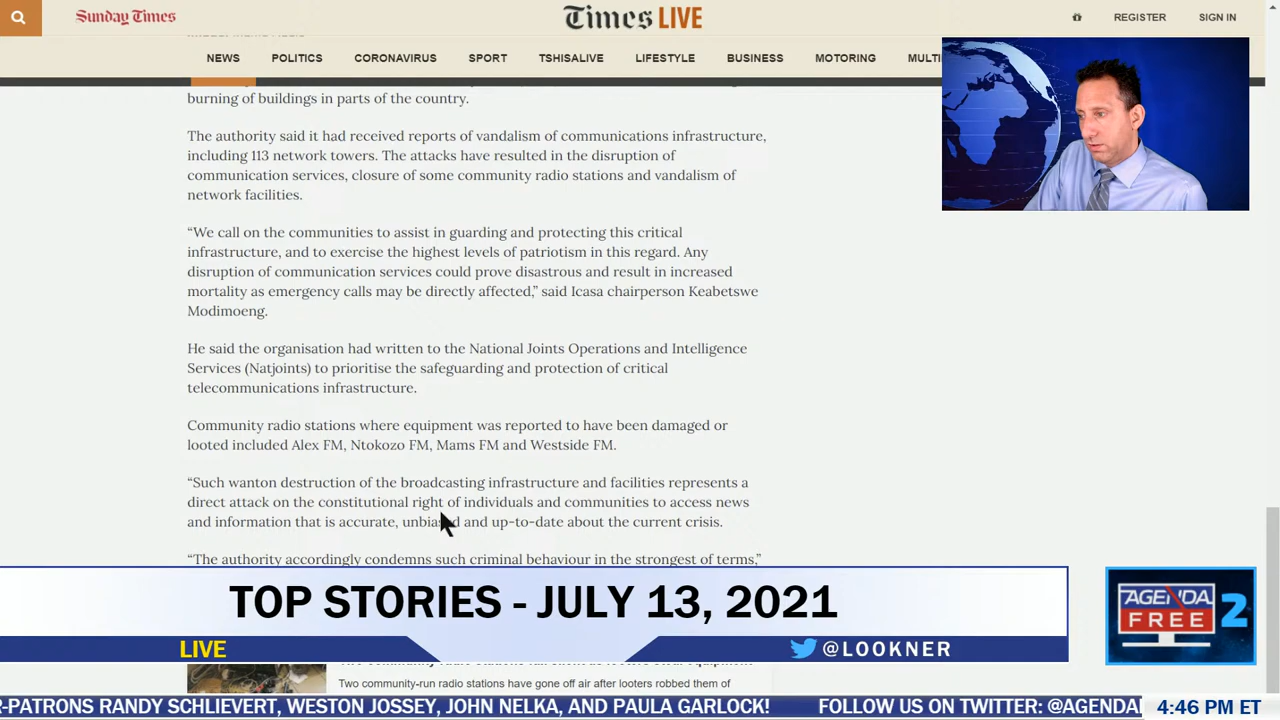 Sunday Times
Times LIVE
REGISTER
SIGN IN
NEWS
POLITICS
CORONAVIRUS
SPORT
TSHISALIVE
LIFESTYLE
BUSINESS
MOTORING
MULTI
burning of buildings in parts of the country.
The authority said it had received reports of vandalism of communications infrastructure,
including 113 network towers. The attacks have resulted in the disruption of
communication services, closure of some community radio stations and vandalism of
network facilities.
“We call on the communities to assist in guarding and protecting this critical
infrastructure, and to exercise the highest levels of patriotism in this regard. Any
disruption of communication services could prove disastrous and result in increased
mortality as emergency calls may be directly affected,” said Icasa chairperson Keabetswe
Modimoeng.
He said the organisation had written to the National Joints Operations and Intelligence
Services (Natjoints) to prioritise the safeguarding and protection of critical
telecommunications infrastructure.
Community radio stations where equipment was reported to have been damaged or
looted included Alex FM, Ntokozo FM, Mams FM and Westside FM.
“Such wanton destruction of the broadcasting infrastructure and facilities represents a
direct attack on the constitutional right of individuals and communities to access news
and information that is accurate, unbiased and up-to-date about the current crisis.
“The authority accordingly condemns such criminal behaviour in the strongest of terms,”
TOP STORIES - JULY 13, 2021
AGENDA
FREE 2
LIVE
@LOOKNER
Two community-run radio stations have gone off air after looters robbed them of
R-PATRONS RANDY SCHLIEVERT, WESTON JOSSEY, JOHN NELKA, AND PAULA GARLOCK! FOLLOW US ON TWITTER: @AGENDA
4:46 PM ET